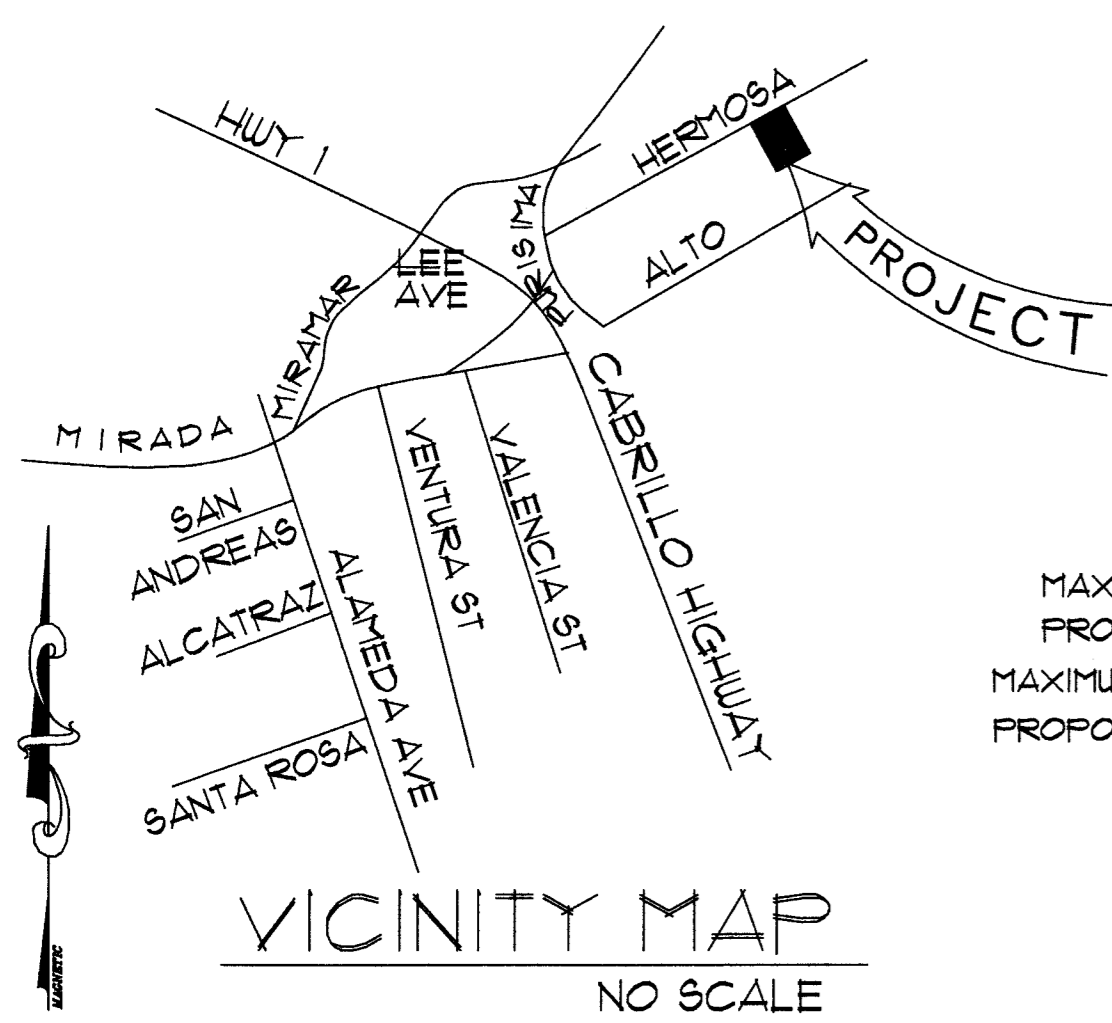 HWY 1
HERMOSA
PURISIMA
ALTO
LEE
AVE
PROJECT
MIRAMAR
CABRILLO HIGHWAY
MIRADA
VENTURA ST
VALENCIA ST
SAN
ANDREAS
ALCATRAZ
ALAMEDA AVE
SANTA ROSA
MAX
PRO
MAXIMU
PROPO
MAGNETIC
VICINITY MAP
NO SCALE